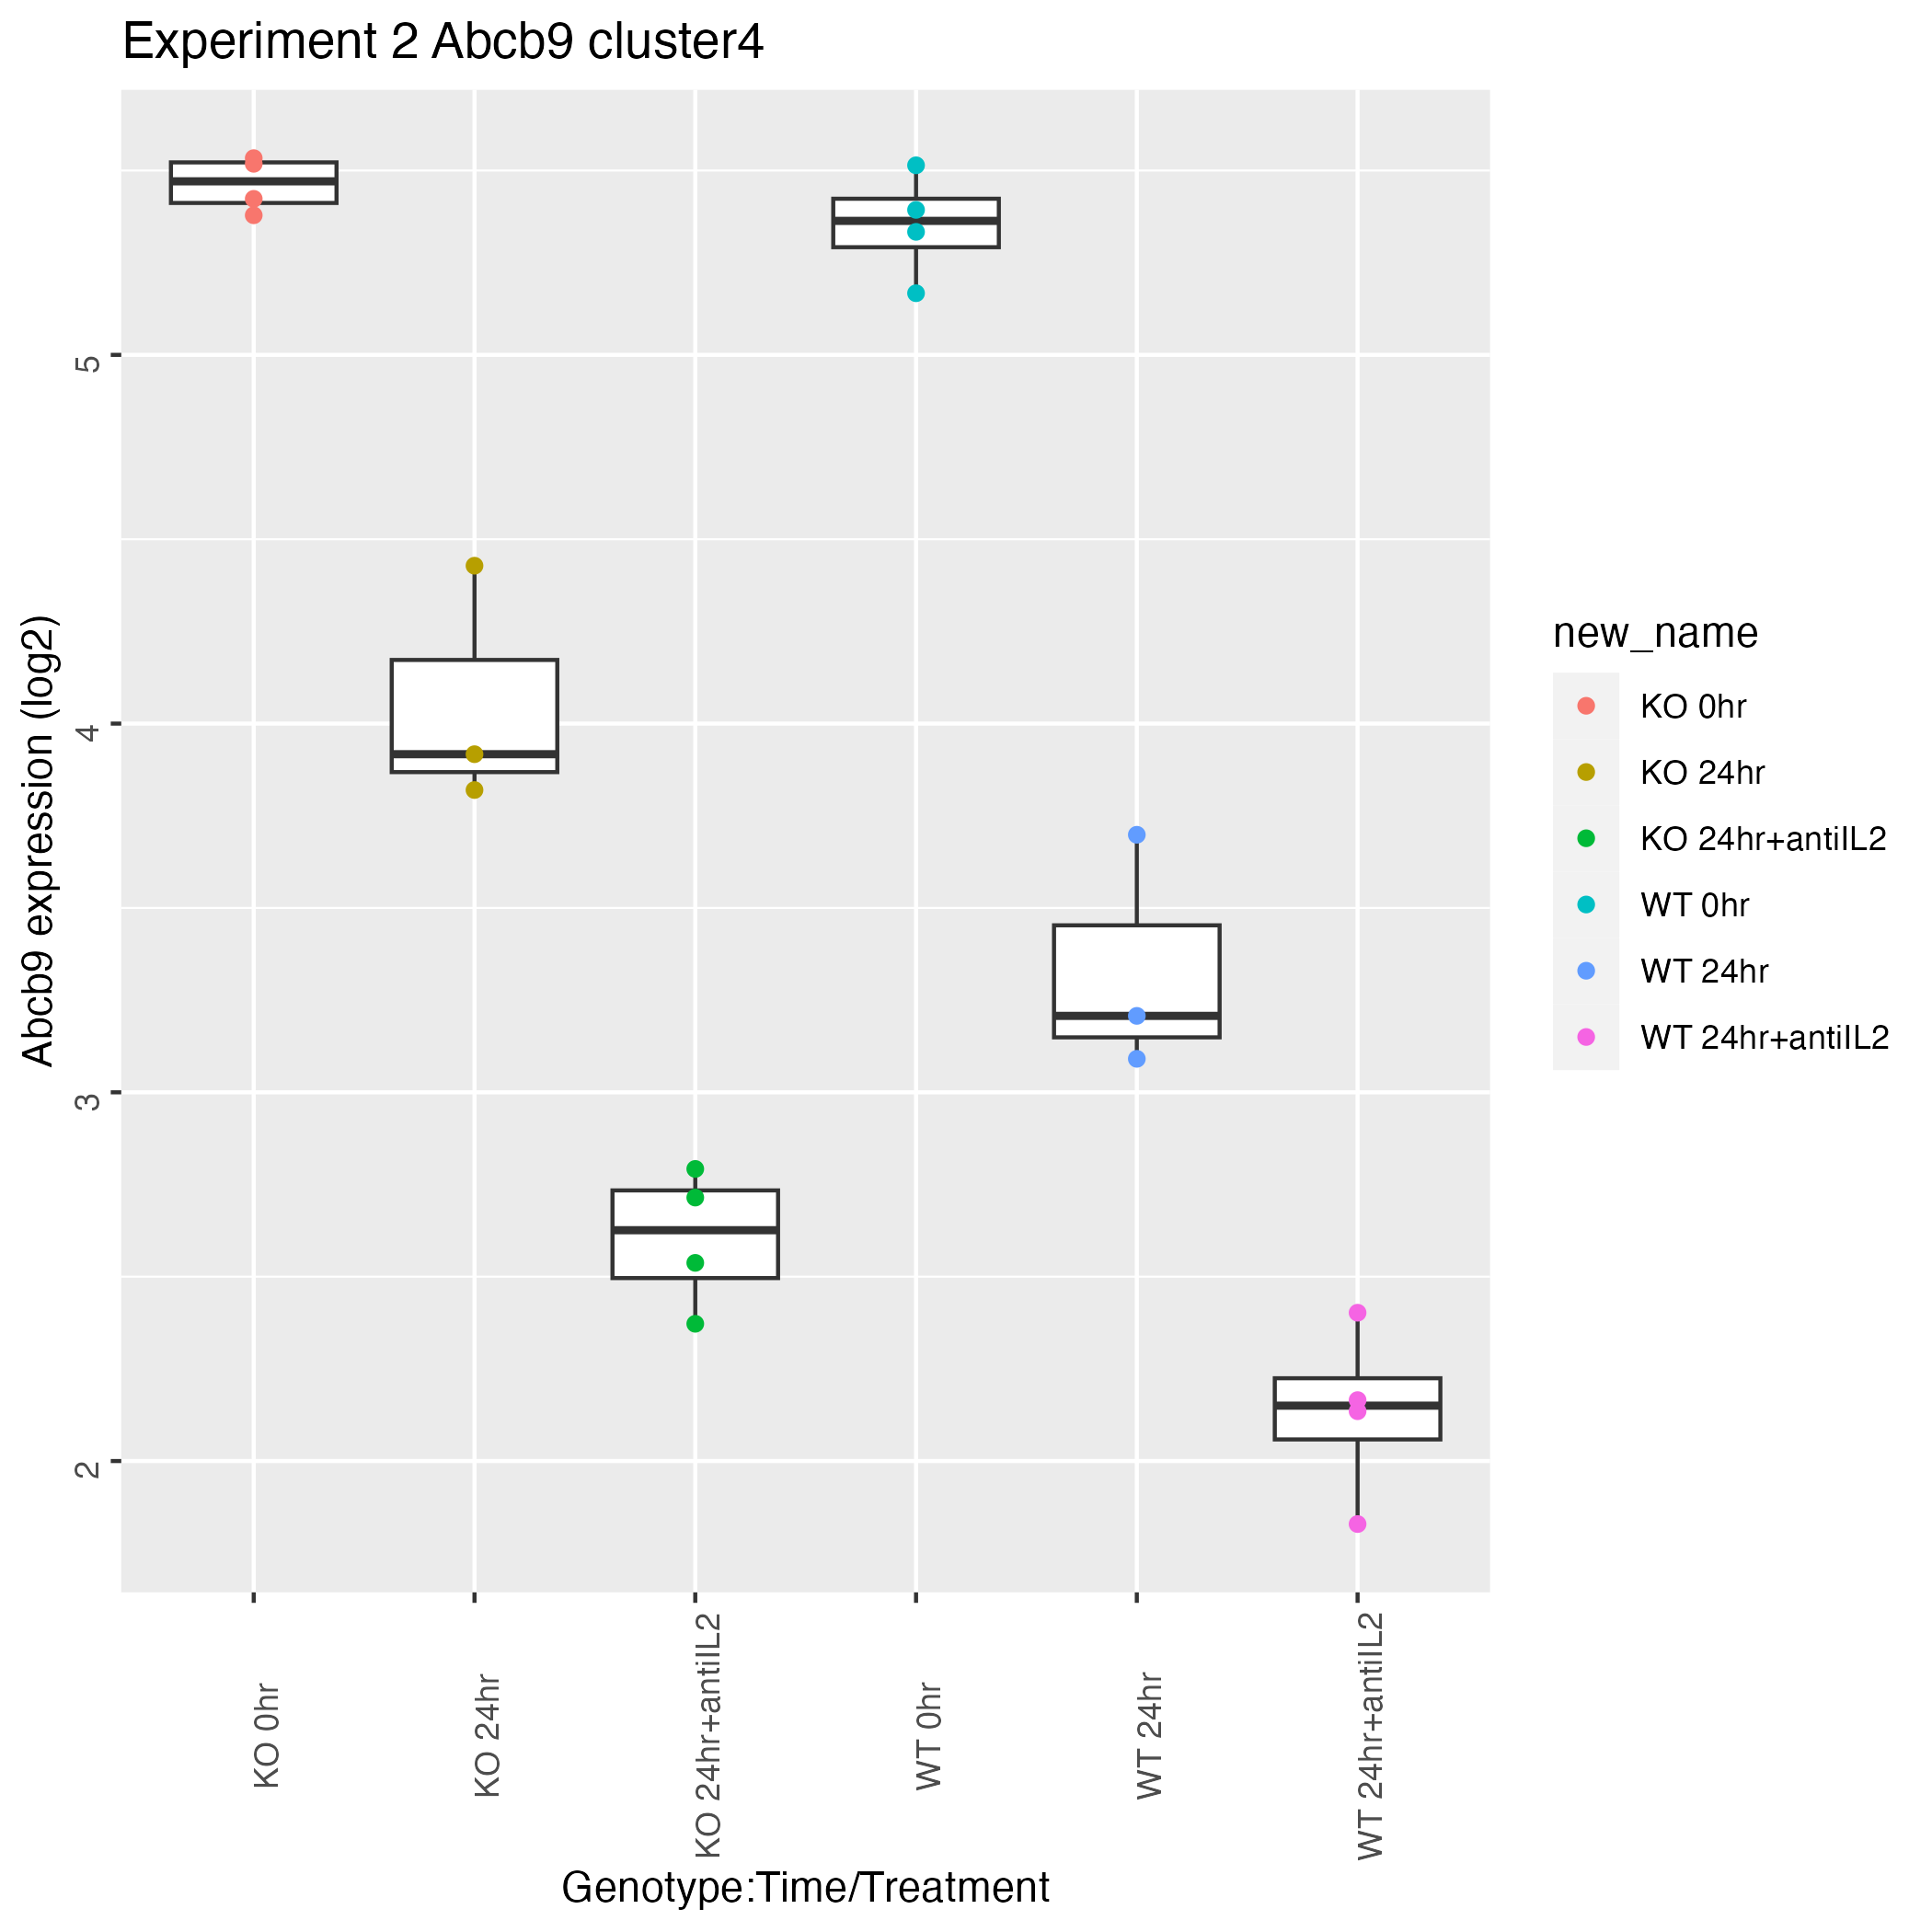 Experiment 2 Abcb9 cluster4
Abcb9 expression (log2)
5
4
3
2
KO 0hr
KO 24hr
KO 24hr+antiIL2
WT 0hr
WT 24hr
WT 24hr+antiIL2
Genotype:Time/Treatment
new_name
KO 0hr
KO 24hr
KO 24hr+antiIL2
WT 0hr
WT 24hr
WT 24hr+antiIL2